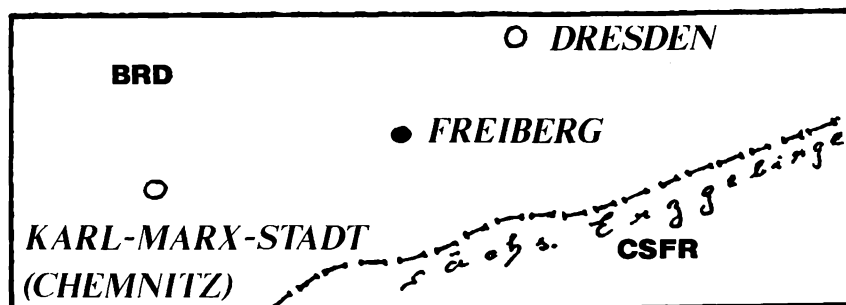 DRESDEN
BRD
FREIBERG
KARL-MARX-STADT
(CHEMNITZ)
Sächs. Erzgebirge
CSFR